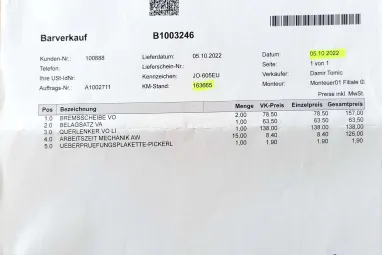 Barverkauf B1003246
Kunden-Nr.: 100888 Lieferdatum: 05.10.2022 Datum: 05.10.2022
Telefon: Lieferschein-Nr.: Seite: 1 von 1
Ihre USt-IdNr: Kennzeichen: JO-605EU Verkäufer: Damir Tomic
Auftrags-Nr.: A1002711 KM-Stand: 163665 Monteur: Monteuer01 Filiale 0
Preise inkl. MwSt.
Pos Bezeichnung Menge VK-Preis Einzelpreis Gesamtpreis
1.0 BREMSSCHEIBE VO 2,00 78,50 78,50 157,00
2.0 BELAGSATZ VA 1,00 63,50 63,50 63,50
3.0 QUERLENKER VO LI 1,00 138,00 138,00 138,00
4.0 ARBEITSZEIT MECHANIK AW 15,00 8,40 8,40 126,00
5.0 UEBERPRUEFUNGSPLAKETTE-PICKERL 1,00 1,90 1,90 1,90